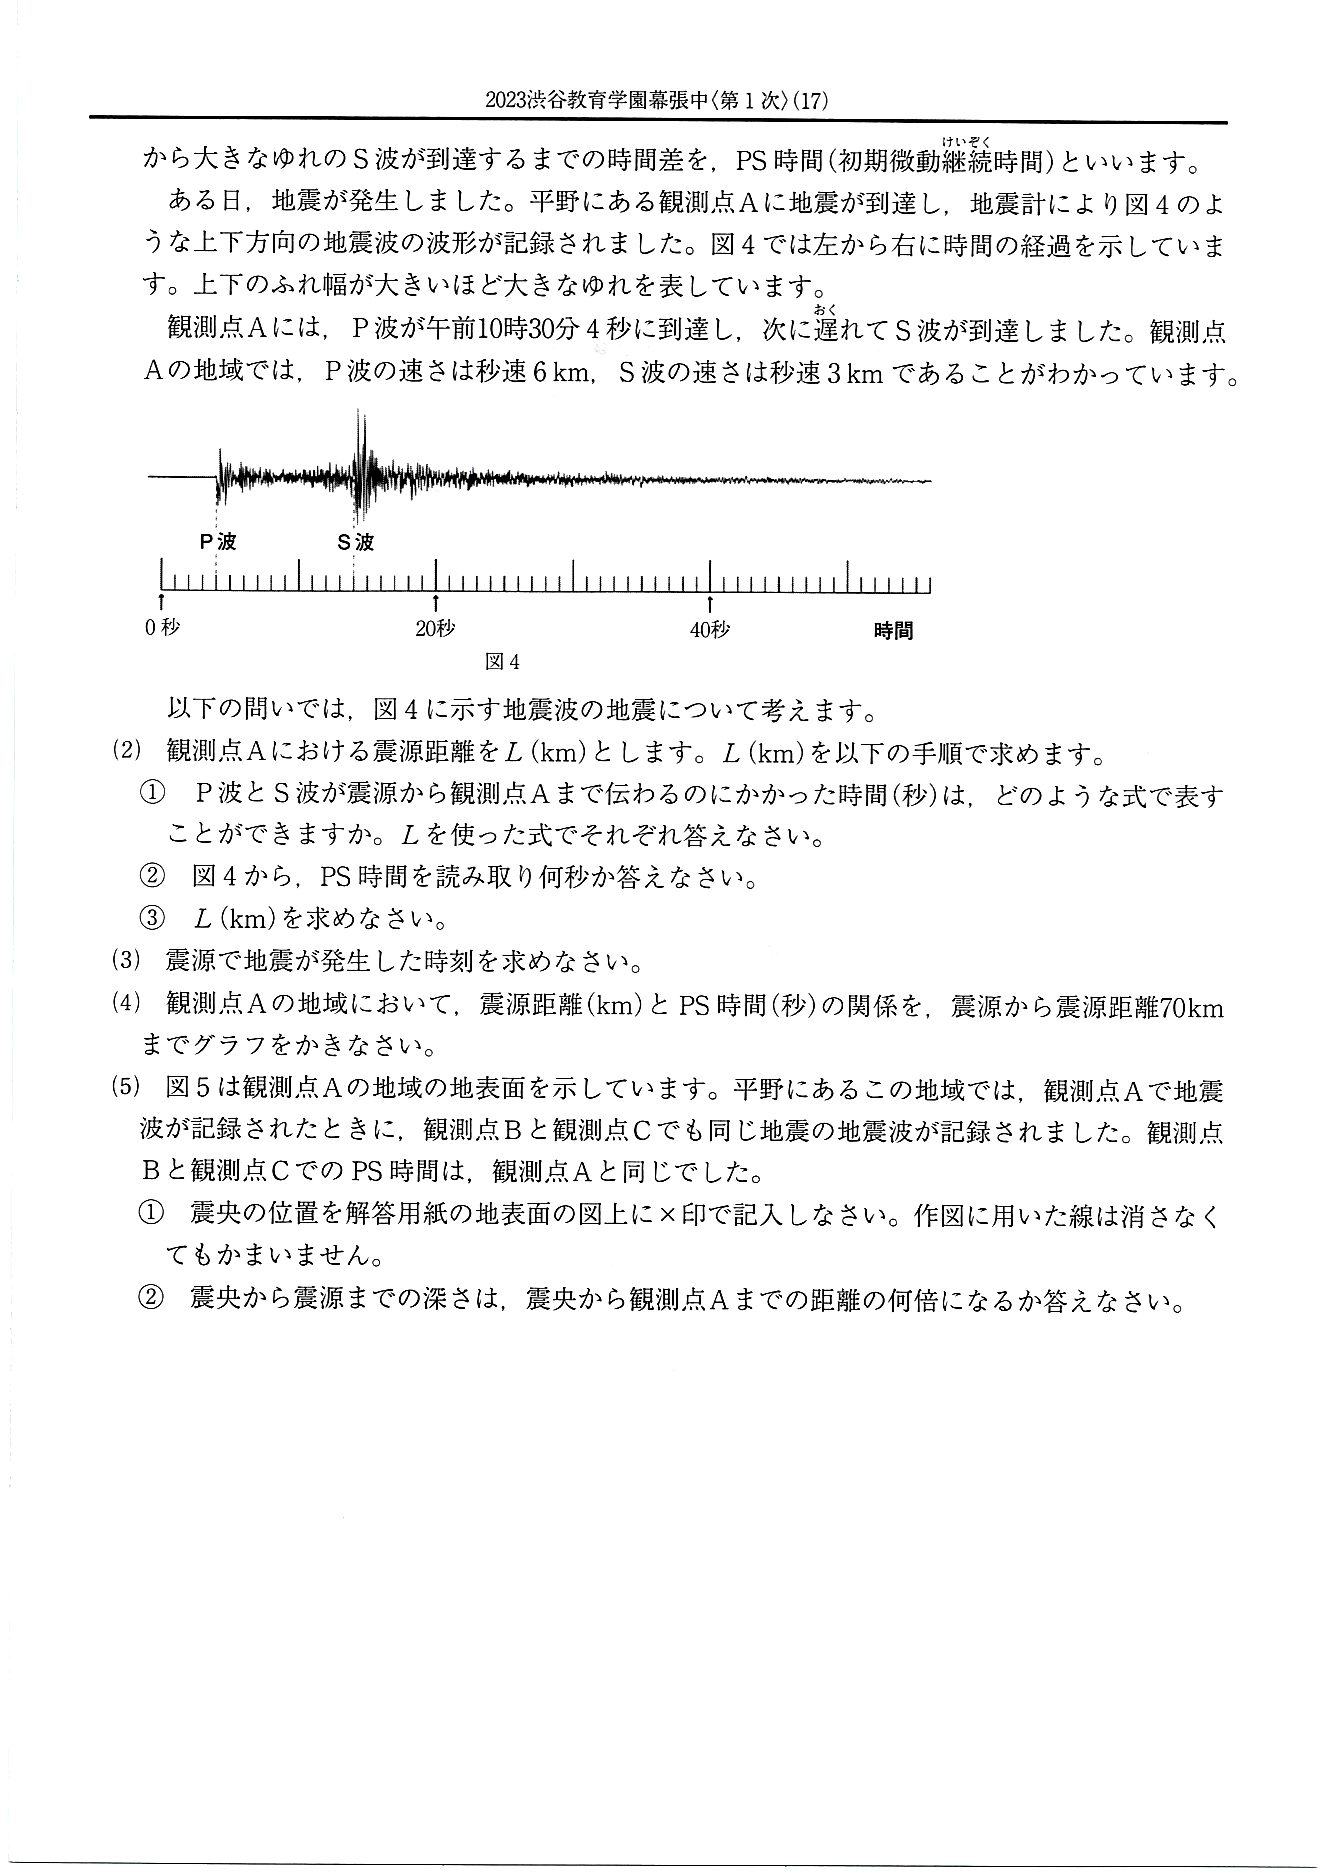 2023渋谷教育学園幕張中〈第１次〉(17)
から大きなゆれのＳ波が到達するまでの時間差を，PS時間(初期微動継続時間)といいます。
けいぞく
ある日，地震が発生しました。平野にある観測点Ａに地震が到達し，地震計により図４のよ
うな上下方向の地震波の波形が記録されました。図４では左から右に時間の経過を示していま
す。上下のふれ幅が大きいほど大きなゆれを表しています。
おく
観測点Ａには，Ｐ波が午前10時30分４秒に到達し，次に遅れてＳ波が到達しました。観測点
Ａの地域では，Ｐ波の速さは秒速６km，Ｓ波の速さは秒速３kmであることがわかっています。
Ｐ波 Ｓ波
０秒 20秒 40秒 時間
図４
以下の問いでは，図４に示す地震波の地震について考えます。
(2) 観測点Ａにおける震源距離をL(km)とします。L(km)を以下の手順で求めます。
① Ｐ波とＳ波が震源から観測点Ａまで伝わるのにかかった時間(秒)は，どのような式で表す
ことができますか。Lを使った式でそれぞれ答えなさい。
② 図４から，PS時間を読み取り何秒か答えなさい。
③ L(km)を求めなさい。
(3) 震源で地震が発生した時刻を求めなさい。
(4) 観測点Ａの地域において，震源距離(km)とPS時間(秒)の関係を，震源から震源距離70km
までグラフをかきなさい。
(5) 図５は観測点Ａの地域の地表面を示しています。平野にあるこの地域では，観測点Ａで地震
波が記録されたときに，観測点Ｂと観測点Ｃでも同じ地震の地震波が記録されました。観測点
Ｂと観測点ＣでのPS時間は，観測点Ａと同じでした。
① 震央の位置を解答用紙の地表面の図上に×印で記入しなさい。作図に用いた線は消さなく
てもかまいません。
② 震央から震源までの深さは，震央から観測点Ａまでの距離の何倍になるか答えなさい。